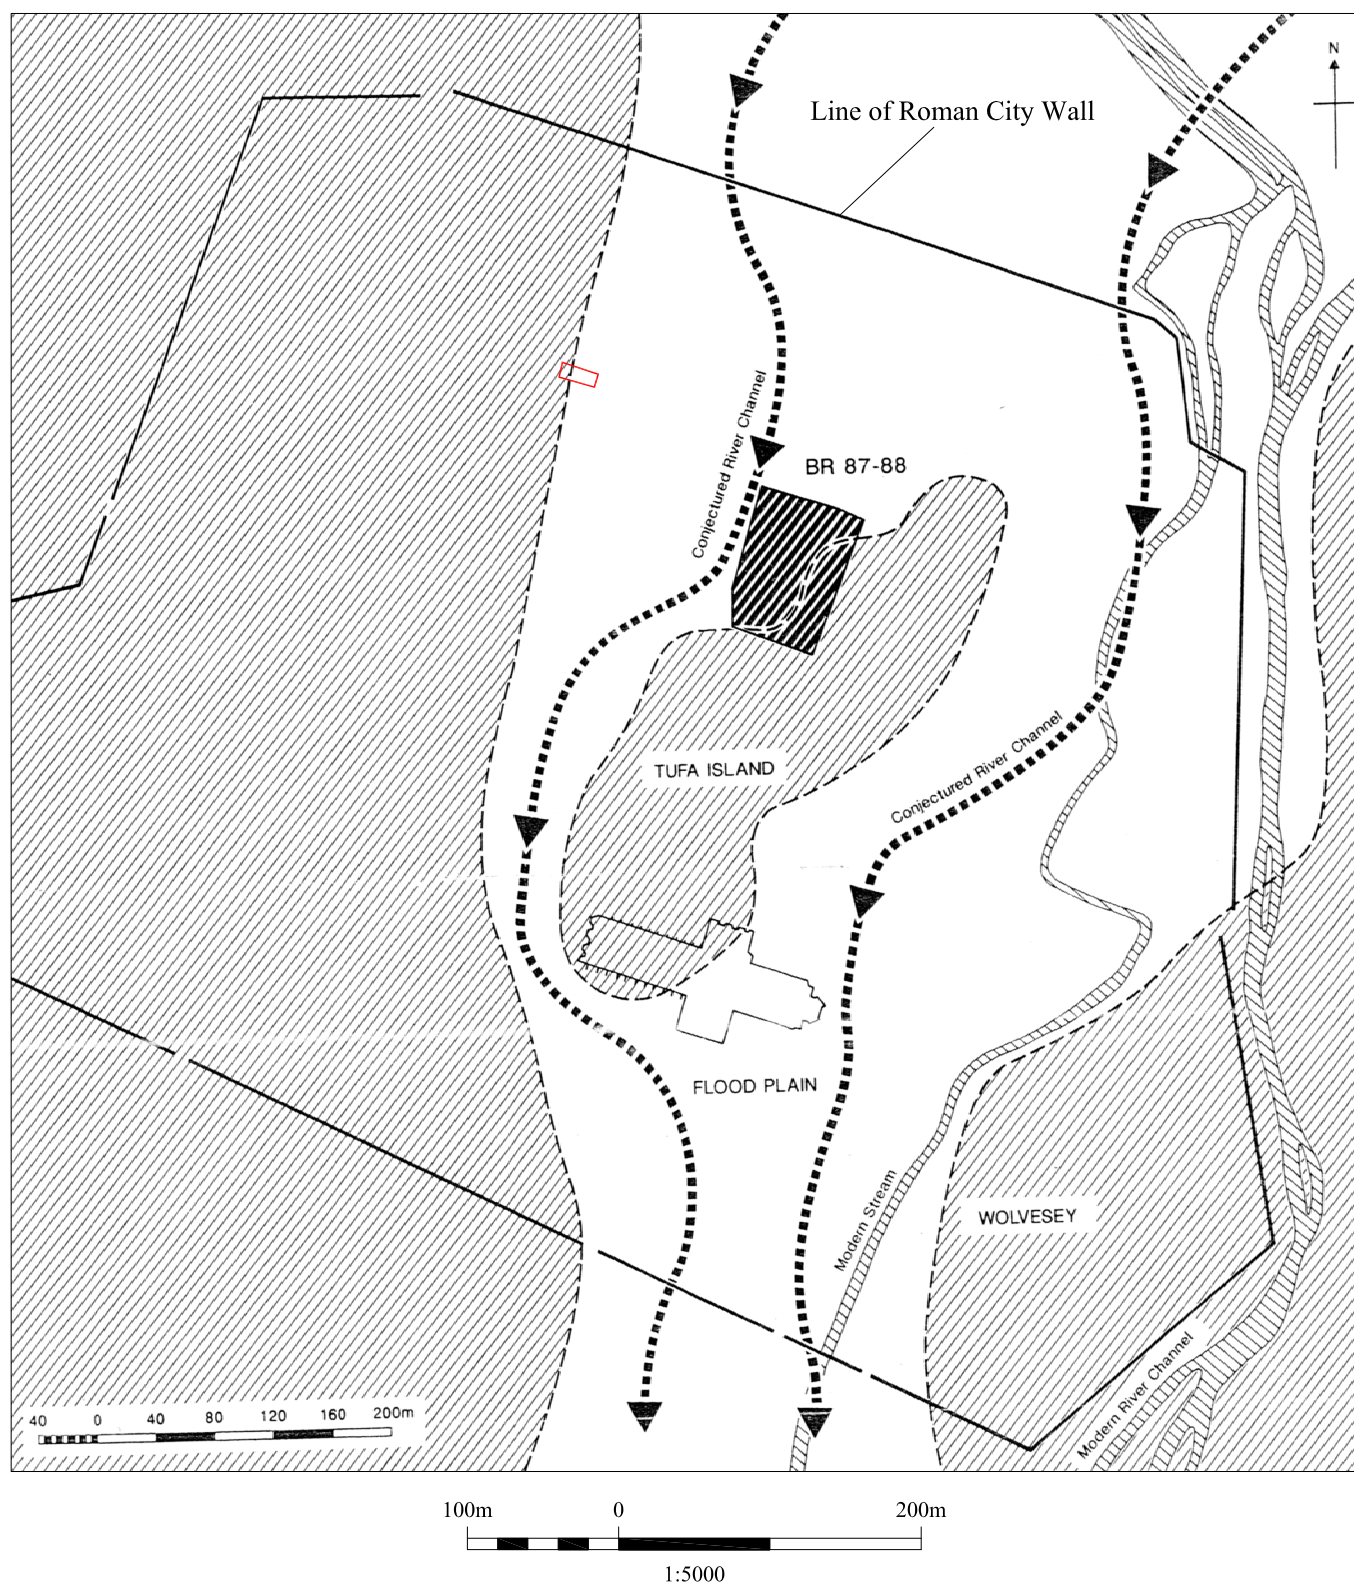 N
Line of Roman City Wall
Conjectured River Channel
BR 87-88
TUFA ISLAND
Conjectured River Channel
FLOOD PLAIN
Modern Stream
WOLVESEY
Modern River Channel
40 0 40 80 120 160 200m
100m 0 200m
1:5000